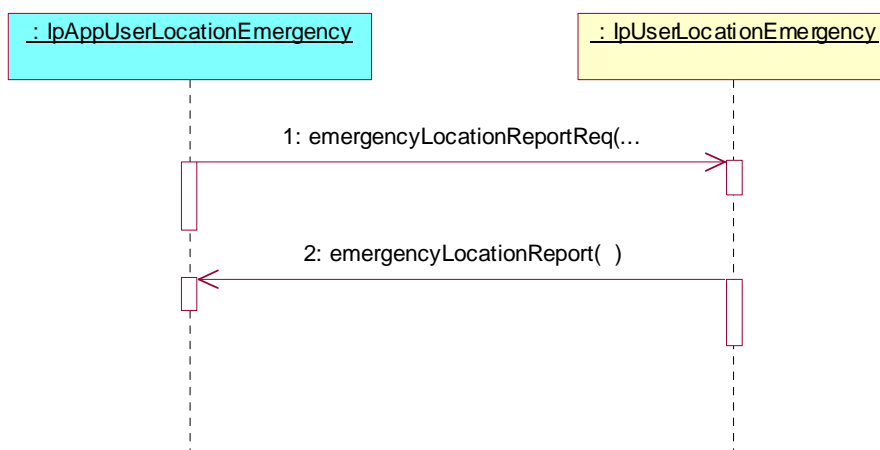 : IpAppUserLocationEmergency
: IpUserLocationEmergency
1: emergencyLocationReportReq(...
2: emergencyLocationReport( )